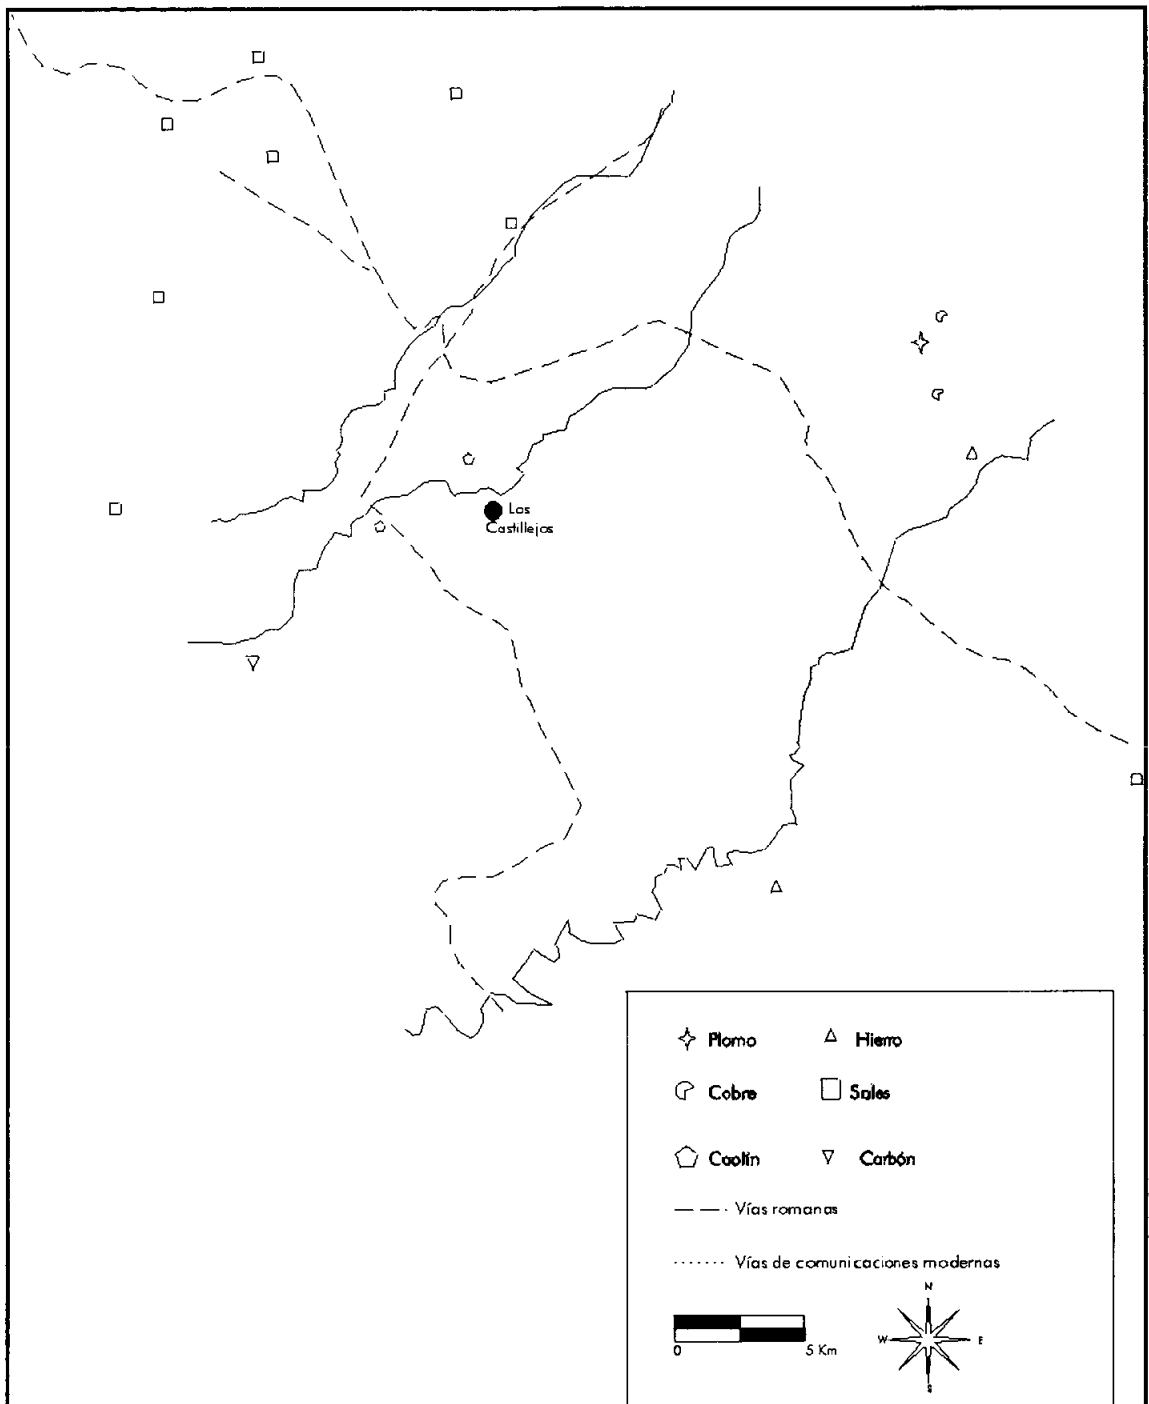 Los
Castillejos
Plomo
Hierro
Cobre
Sales
Caolín
Carbón
Vías romanas
Vías de comunicaciones modernas
N
W
E
S
0
5 Km